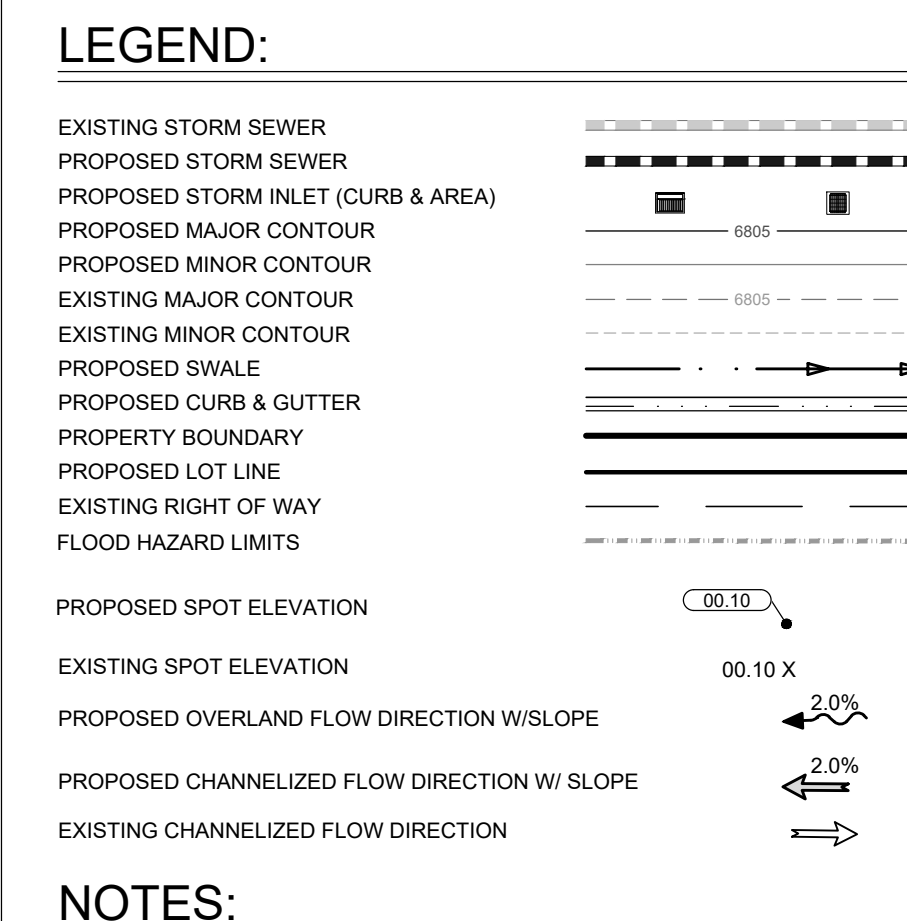 LEGEND:
EXISTING STORM SEWER
PROPOSED STORM SEWER
PROPOSED STORM INLET (CURB & AREA)
PROPOSED MAJOR CONTOUR 6805
PROPOSED MINOR CONTOUR
EXISTING MAJOR CONTOUR 6805
EXISTING MINOR CONTOUR
PROPOSED SWALE
PROPOSED CURB & GUTTER
PROPERTY BOUNDARY
PROPOSED LOT LINE
EXISTING RIGHT OF WAY
FLOOD HAZARD LIMITS
PROPOSED SPOT ELEVATION 00.10
EXISTING SPOT ELEVATION 00.10 X
PROPOSED OVERLAND FLOW DIRECTION W/SLOPE 2.0%
PROPOSED CHANNELIZED FLOW DIRECTION W/ SLOPE 2.0%
EXISTING CHANNELIZED FLOW DIRECTION
NOTES: